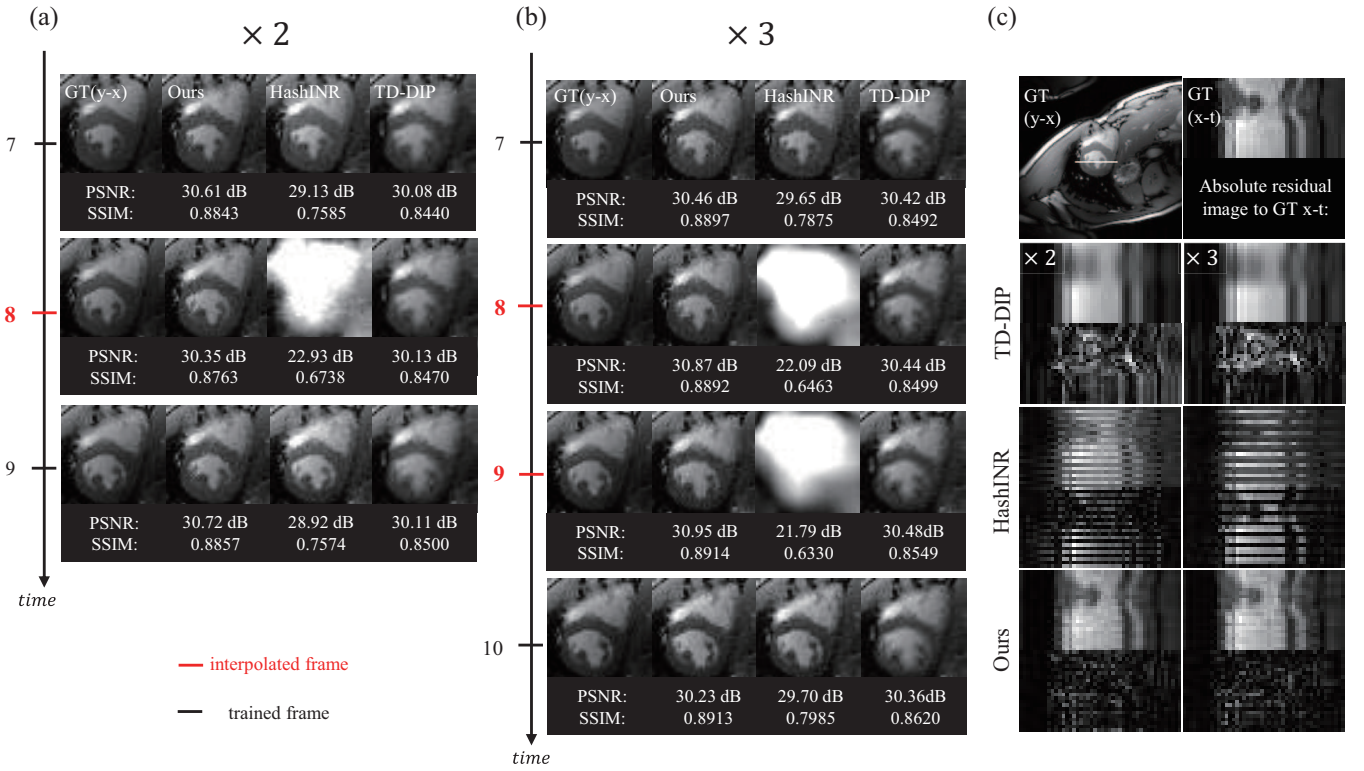 (a)
× 2
GT(y-x) Ours HashINR TD-DIP
7
PSNR: 30.61 dB 29.13 dB 30.08 dB
SSIM: 0.8843 0.7585 0.8440
8
PSNR: 30.35 dB 22.93 dB 30.13 dB
SSIM: 0.8763 0.6738 0.8470
9
PSNR: 30.72 dB 28.92 dB 30.11 dB
SSIM: 0.8857 0.7574 0.8500
time
interpolated frame
trained frame
(b)
× 3
GT(y-x) Ours HashINR TD-DIP
7
PSNR: 30.46 dB 29.65 dB 30.42 dB
SSIM: 0.8897 0.7875 0.8492
8
PSNR: 30.87 dB 22.09 dB 30.44 dB
SSIM: 0.8892 0.6463 0.8499
9
PSNR: 30.95 dB 21.79 dB 30.48dB
SSIM: 0.8914 0.6330 0.8549
10
PSNR: 30.23 dB 29.70 dB 30.36dB
SSIM: 0.8913 0.7985 0.8620
time
(c)
GT
(y-x)
GT
(x-t)
Absolute residual
image to GT x-t:
× 2
× 3
TD-DIP
HashINR
Ours